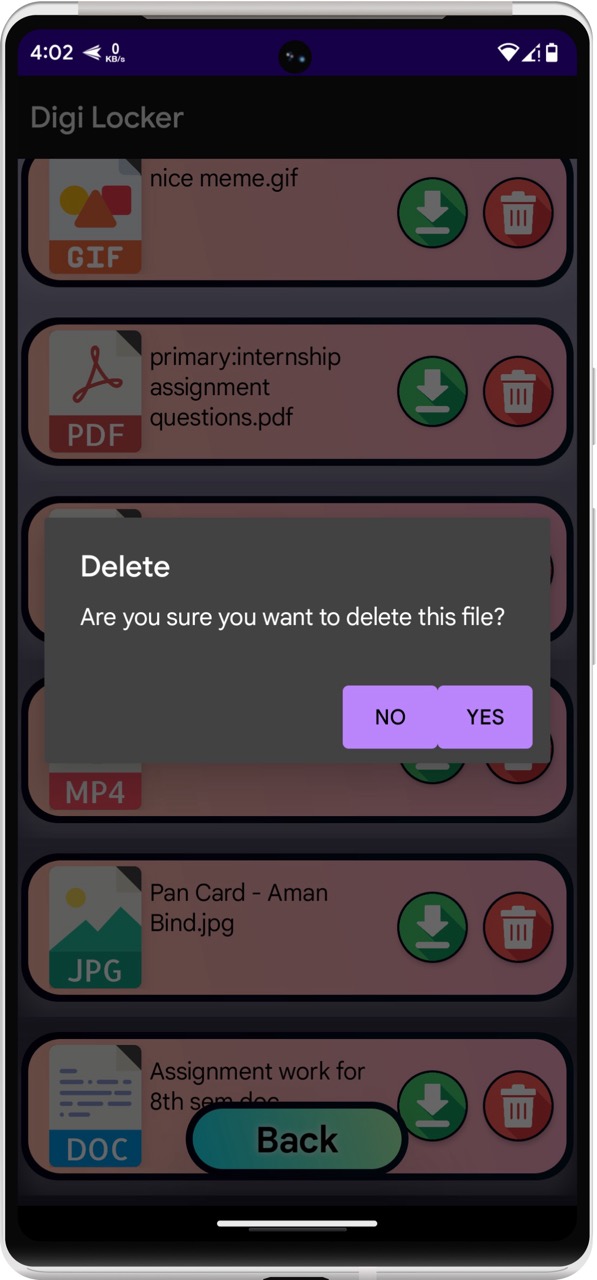 4:02 0 KB/s
Digi Locker
nice meme.gif
GIF
primary:internship
assignment
questions.pdf
PDF
Delete
Are you sure you want to delete this file?
NO YES
MP4
Pan Card - Aman
Bind.jpg
JPG
Assignment work for
8th sem.doc
DOC
Back